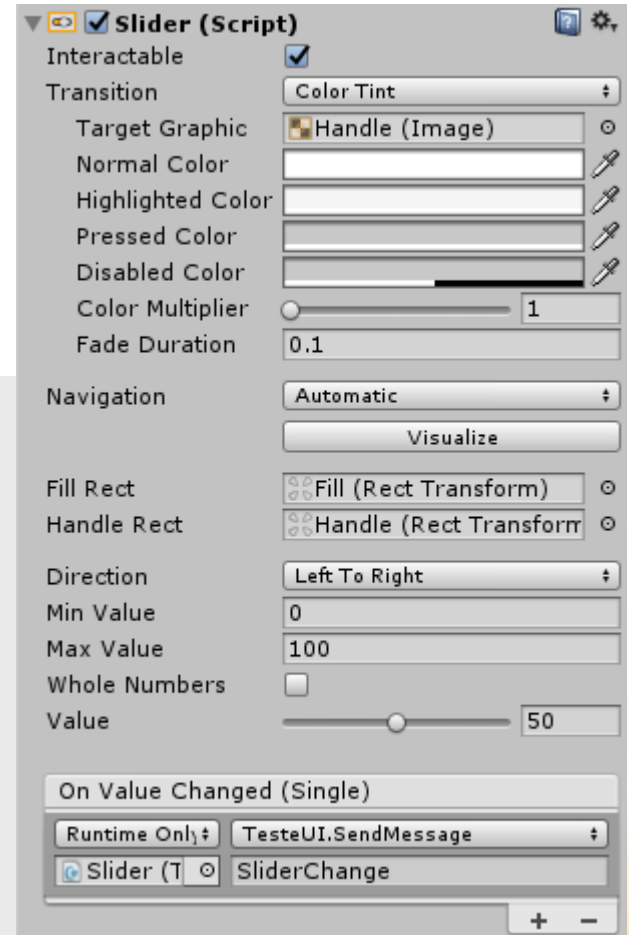 Slider (Script)
Interactable
Transition Color Tint
Target Graphic Handle (Image)
Normal Color
Highlighted Color
Pressed Color
Disabled Color
Color Multiplier 1
Fade Duration 0.1
Navigation Automatic
Visualize
Fill Rect Fill (Rect Transform)
Handle Rect Handle (Rect Transform
Direction Left To Right
Min Value 0
Max Value 100
Whole Numbers
Value 50
On Value Changed (Single)
Runtime Only TesteUI.SendMessage
Slider (T SliderChange